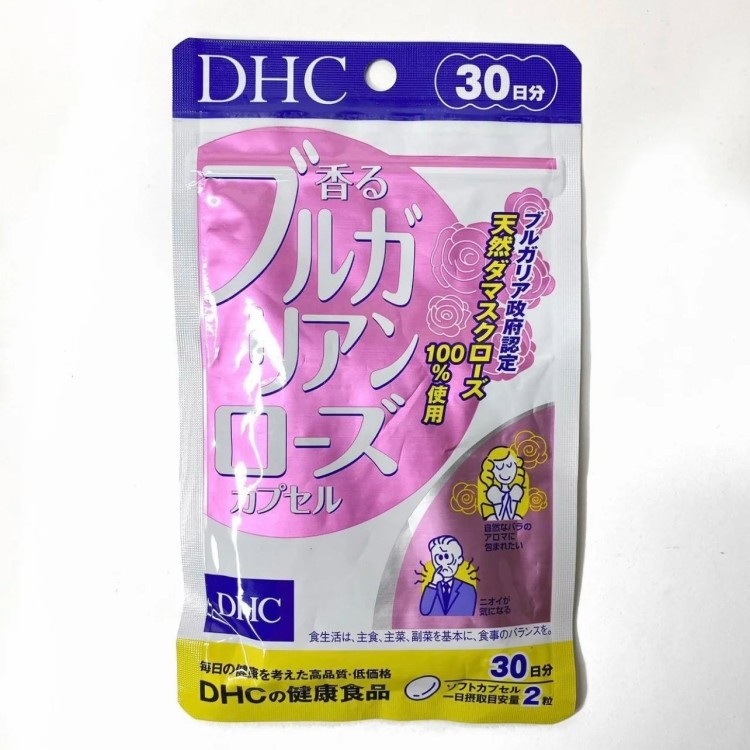 DHC
30日分
香る
ブルガリアンローズ
カプセル
ブルガリア政府認定
天然ダマスクローズ
100%使用
自然なバラの
アロマに
包まれたい
ニオイが
気になる
DHC
食生活は、主食、主菜、副菜を基本に、食事のバランスを。
毎日の健康を考えた高品質・低価格
DHCの健康食品
30日分
ソフトカプセル
一日摂取目安量 2粒